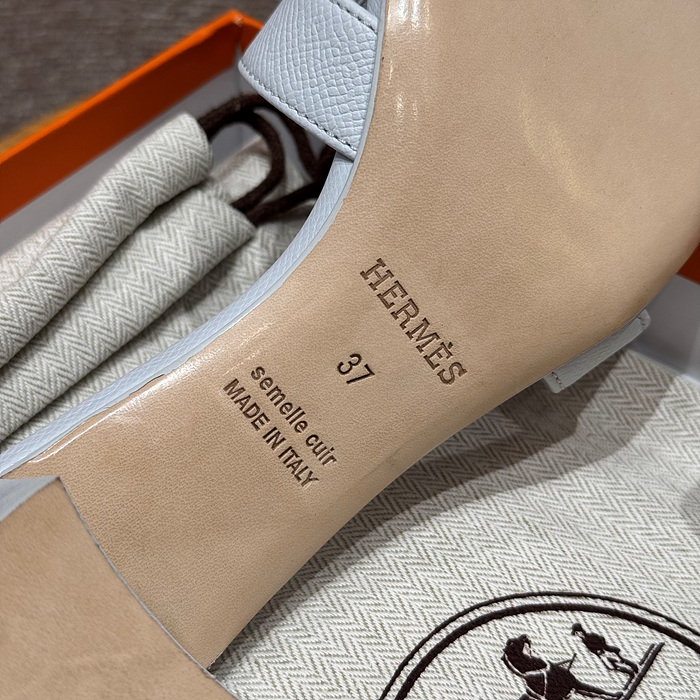 HERMÈS
37
semelle cuir
MADE IN ITALY